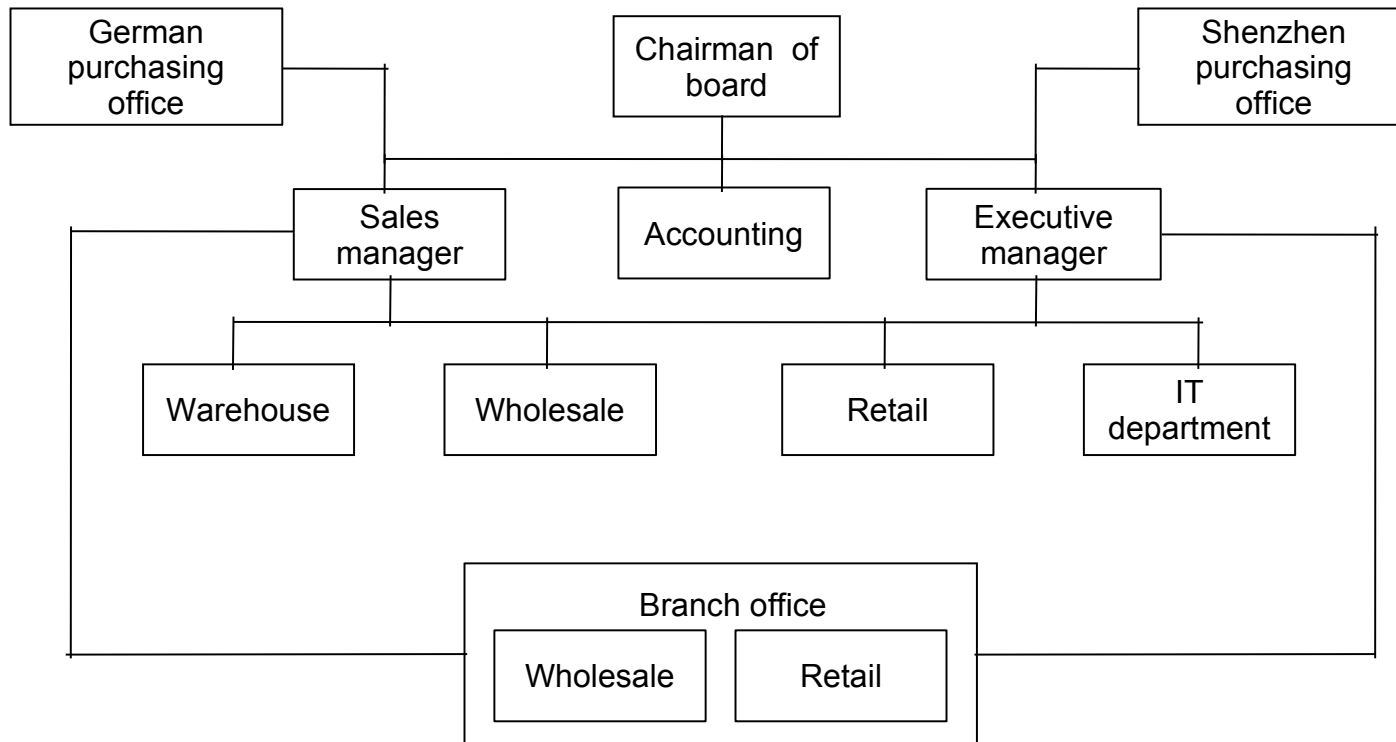 German
purchasing
office
Chairman of
board
Shenzhen
purchasing
office
Sales
manager
Accounting
Executive
manager
Warehouse
Wholesale
Retail
IT
department
Branch office
Wholesale
Retail